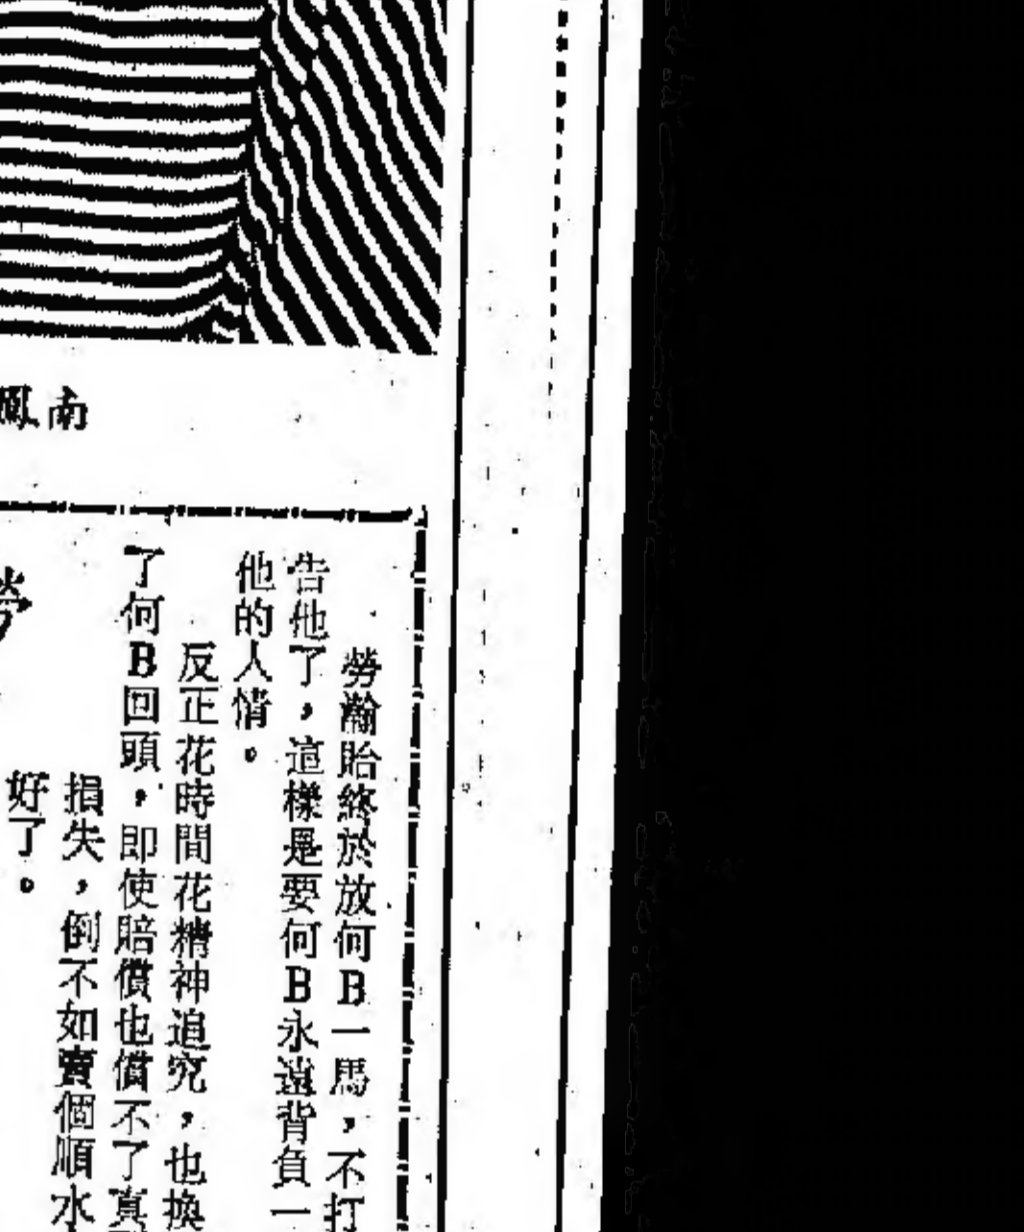 南鳳
勞瀚貽終於放何B一馬，不打
告他了，這樣是要何B永遠背負一
他的人情。
反正花時間花精神追究，也換
了何B回頭，即使賠償也償不了真
損失，倒不如賣個順水
好了。
勞